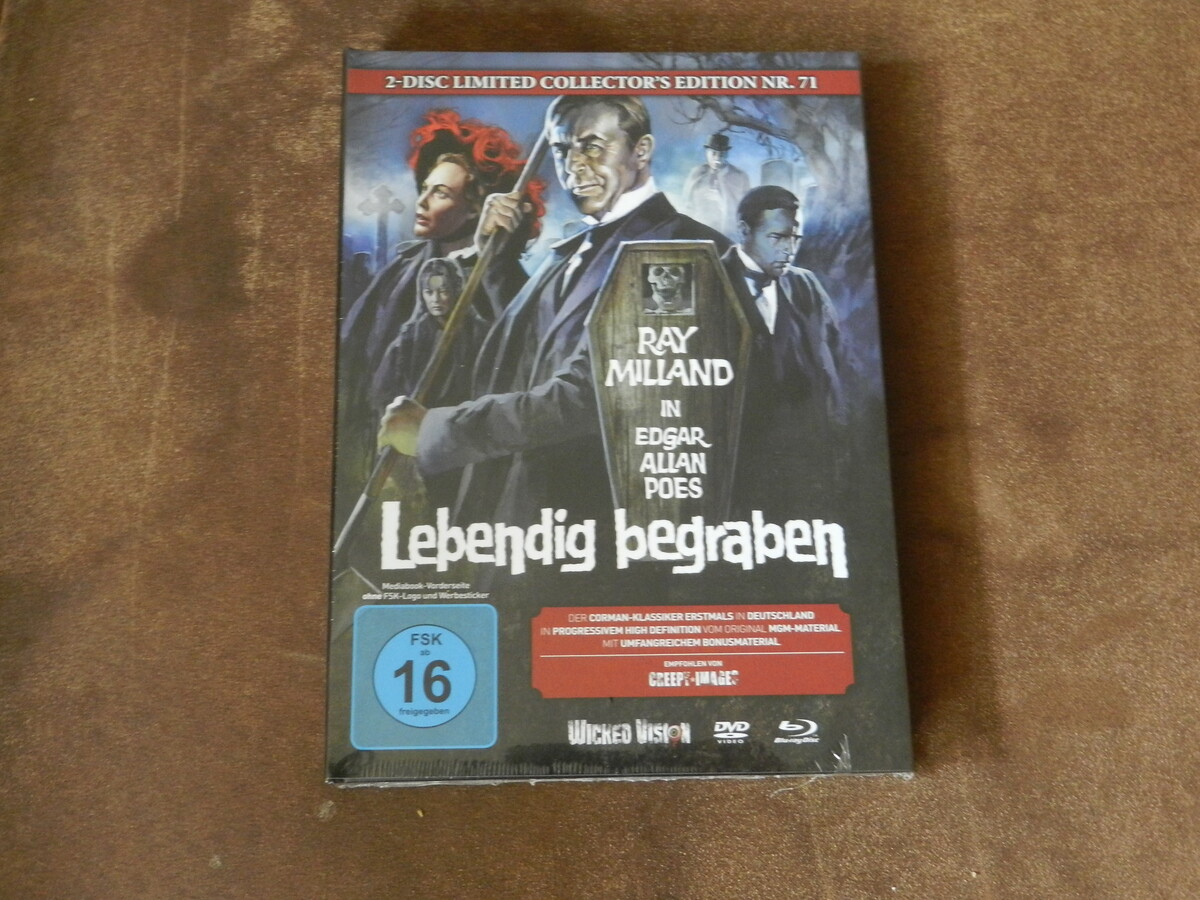 2-DISC LIMITED COLLECTOR'S EDITION NR. 71
RAY
MILLAND
IN
EDGAR
ALLAN
POES
Lebendig begraben
Mediabook-Vorderseite
ohne FSK-Logo und Werbesticker
FSK
ab
16
freigegeben
DER CORMAN-KLASSIKER ERSTMALS IN DEUTSCHLAND
IN PROGRESSIVEM HIGH DEFINITION VOM ORIGINAL MGM-MATERIAL.
MIT UMFANGREICHEM BONUSMATERIAL.
EMPFOHLEN VON
CREEPY*IMAGES
WICKED VISION
DVD
VIDEO
Blu-ray Disc